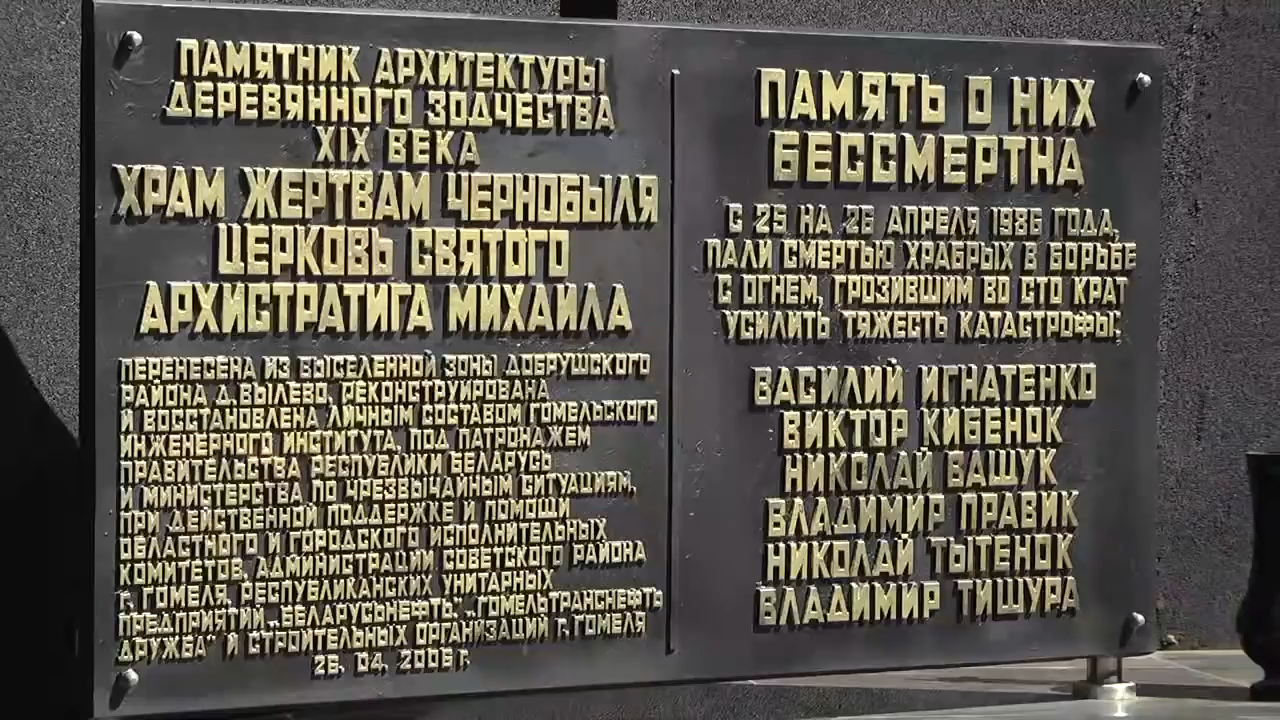 ПАМЯТНИК АРХИТЕКТУРЫ
ДЕРЕВЯННОГО ЗОДЧЕСТВА
XIX ВЕКА
ХРАМ ЖЕРТВАМ ЧЕРНОБЫЛЯ
ЦЕРКОВЬ СВЯТОГО
АРХИСТРАТИГА МИХАИЛА
ПЕРЕНЕСЕНА ИЗ ВЫСЕЛЕННОЙ ЗОНЫ ДОБРУШСКОГО
РАЙОНА Д.ВЫЛЕВО, РЕКОНСТРУИРОВАНА
И ВОССТАНОВЛЕНА ЛИЧНЫМ СОСТАВОМ ГОМЕЛЬСКОГО
ИНЖЕНЕРНОГО ИНСТИТУТА, ПОД ПАТРОНАЖЕМ
ПРАВИТЕЛЬСТВА РЕСПУБЛИКИ БЕЛАРУСЬ
И МИНИСТЕРСТВА ПО ЧРЕЗВЫЧАЙНЫМ СИТУАЦИЯМ,
ПРИ ДЕЙСТВЕННОЙ ПОДДЕРЖКЕ И ПОМОЩИ
ОБЛАСТНОГО И ГОРОДСКОГО ИСПОЛНИТЕЛЬНЫХ
КОМИТЕТОВ, АДМИНИСТРАЦИИ СОВЕТСКОГО РАЙОНА
Г. ГОМЕЛЯ, РЕСПУБЛИКАНСКИХ УНИТАРНЫХ
ПРЕДПРИЯТИЙ „БЕЛАРУСЬНЕФТЬ", „ГОМЕЛЬТРАНСНЕФТЬ
ДРУЖБА" И СТРОИТЕЛЬНЫХ ОРГАНИЗАЦИЙ Г. ГОМЕЛЯ
26. 04. 2006 г.
ПАМЯТЬ О НИХ
БЕССМЕРТНА
С 25 НА 26 АПРЕЛЯ 1986 ГОДА,
ПАЛИ СМЕРТЬЮ ХРАБРЫХ В БОРЬБЕ
С ОГНЕМ, ГРОЗИВШИМ ВО СТО КРАТ
УСИЛИТЬ ТЯЖЕСТЬ КАТАСТРОФЫ:
ВАСИЛИЙ ИГНАТЕНКО
ВИКТОР КИБЕНОК
НИКОЛАЙ ВАЩУК
ВЛАДИМИР ПРАВИК
НИКОЛАЙ ТЫТЕНОК
ВЛАДИМИР ТИШУРА